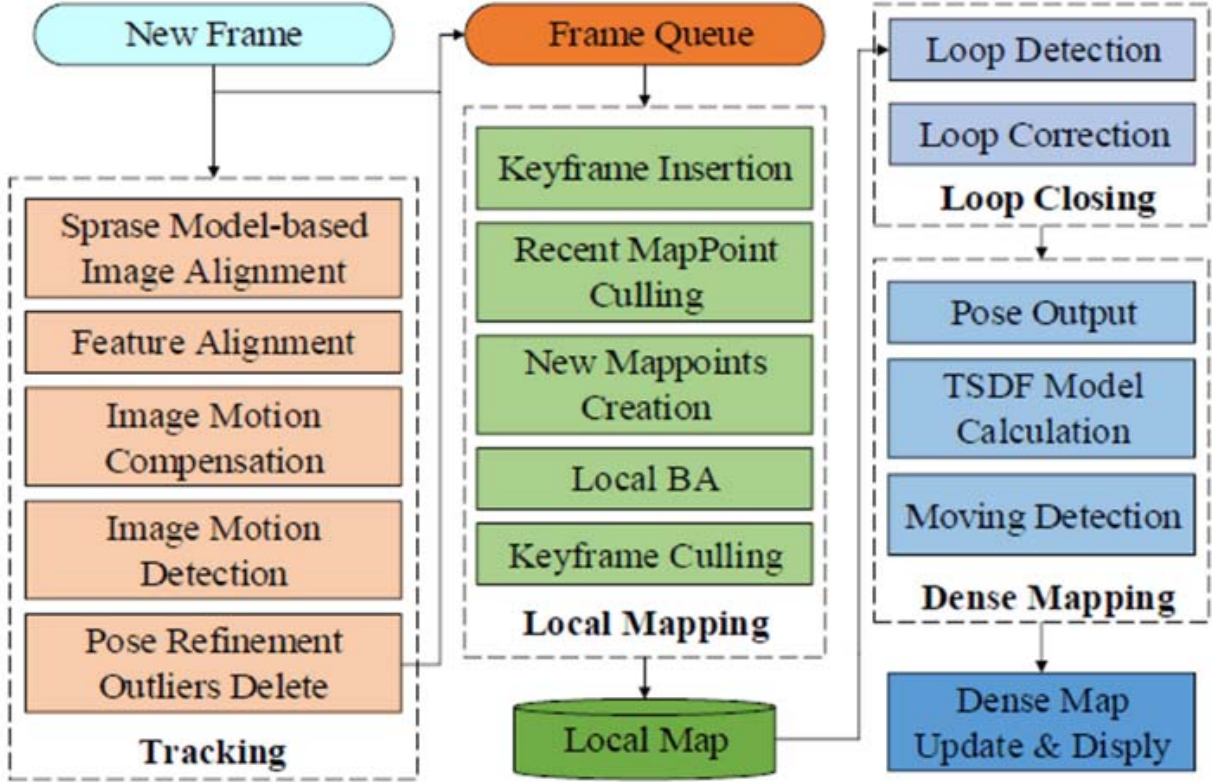 New Frame
Sprase Model-based
Image Alignment
Feature Alignment
Image Motion
Compensation
Image Motion
Detection
Pose Refinement
Outliers Delete
Tracking
Frame Queue
Keyframe Insertion
Recent MapPoint
Culling
New Mappoints
Creation
Local BA
Keyframe Culling
Local Mapping
Local Map
Loop Detection
Loop Correction
Loop Closing
Pose Output
TSDF Model
Calculation
Moving Detection
Dense Mapping
Dense Map
Update & Disply